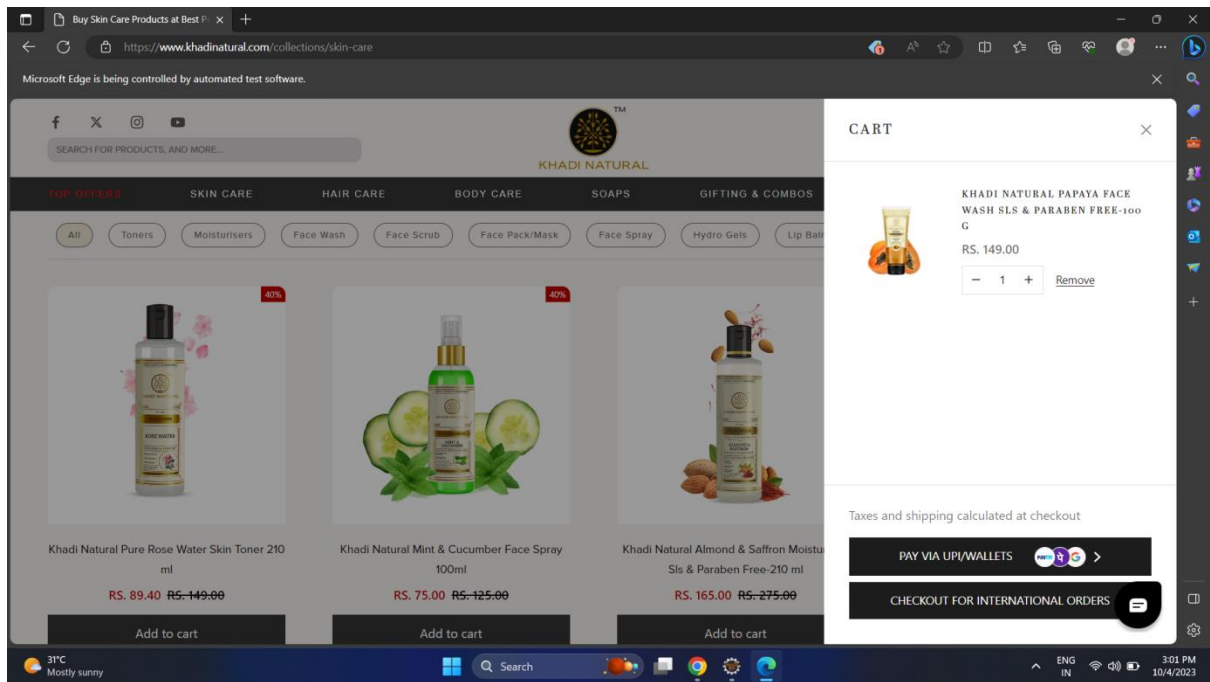 Buy Skin Care Products at Best P
https://www.khadinatural.com/collections/skin-care
Microsoft Edge is being controlled by automated test software.
SEARCH FOR PRODUCTS, AND MORE...
TM
KHADI NATURAL
TOP OFFERS SKIN CARE HAIR CARE BODY CARE SOAPS GIFTING & COMBOS
All Toners Moisturisers Face Wash Face Scrub Face Pack/Mask Face Spray Hydro Gels Lip Balm
40%
40%
ROSE WATER
MINT & CUCUMBER
Khadi Natural Pure Rose Water Skin Toner 210
ml
RS. 89.40 RS. 149.00
Add to cart
Khadi Natural Mint & Cucumber Face Spray
100ml
RS. 75.00 RS. 125.00
Add to cart
Khadi Natural Almond & Saffron Moistu
Sls & Paraben Free-210 ml
RS. 165.00 RS. 275.00
Add to cart
CART
KHADI NATURAL PAPAYA FACE
WASH SLS & PARABEN FREE-100
G
RS. 149.00
− 1 + Remove
Taxes and shipping calculated at checkout
PAY VIA UPI/WALLETS
CHECKOUT FOR INTERNATIONAL ORDERS
31°C
Mostly sunny
Search
ENG
IN
3:01 PM
10/4/2023